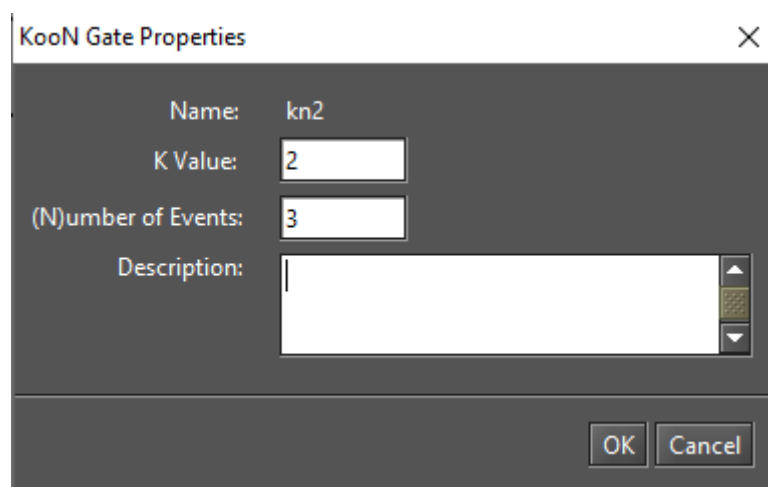 KooN Gate Properties
Name: kn2
K Value: 2
(N)umber of Events: 3
Description:
OK Cancel